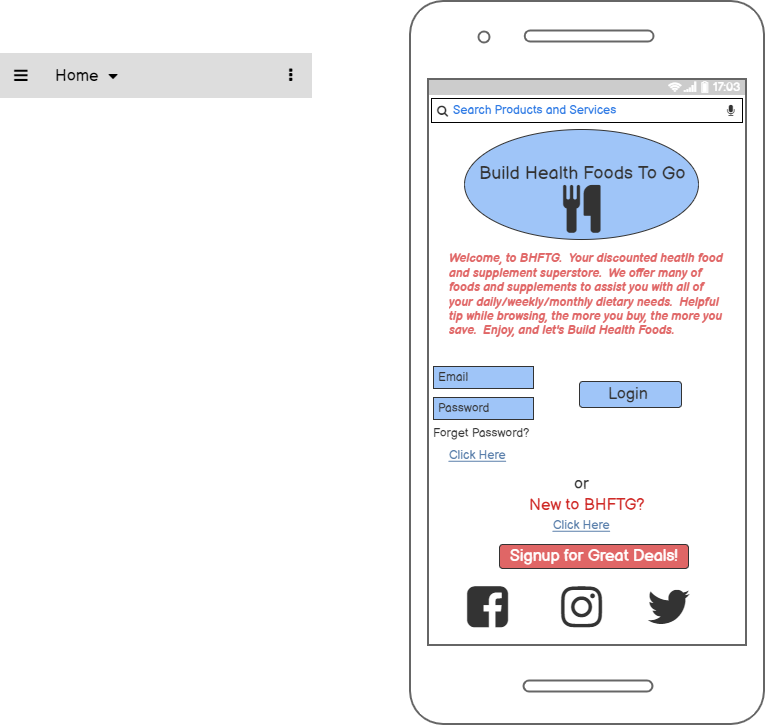 Home
17:03
Search Products and Services
Build Health Foods To Go
Welcome, to BHFTG.  Your discounted heatlh food
and supplement superstore.  We offer many of
foods and supplements to assist you with all of
your daily/weekly/monthly dietary needs.  Helpful
tip while browsing, the more you buy, the more you
save.  Enjoy, and let's Build Health Foods.
Email
Login
Password
Forget Password?
Click Here
or
New to BHFTG?
Click Here
Signup for Great Deals!